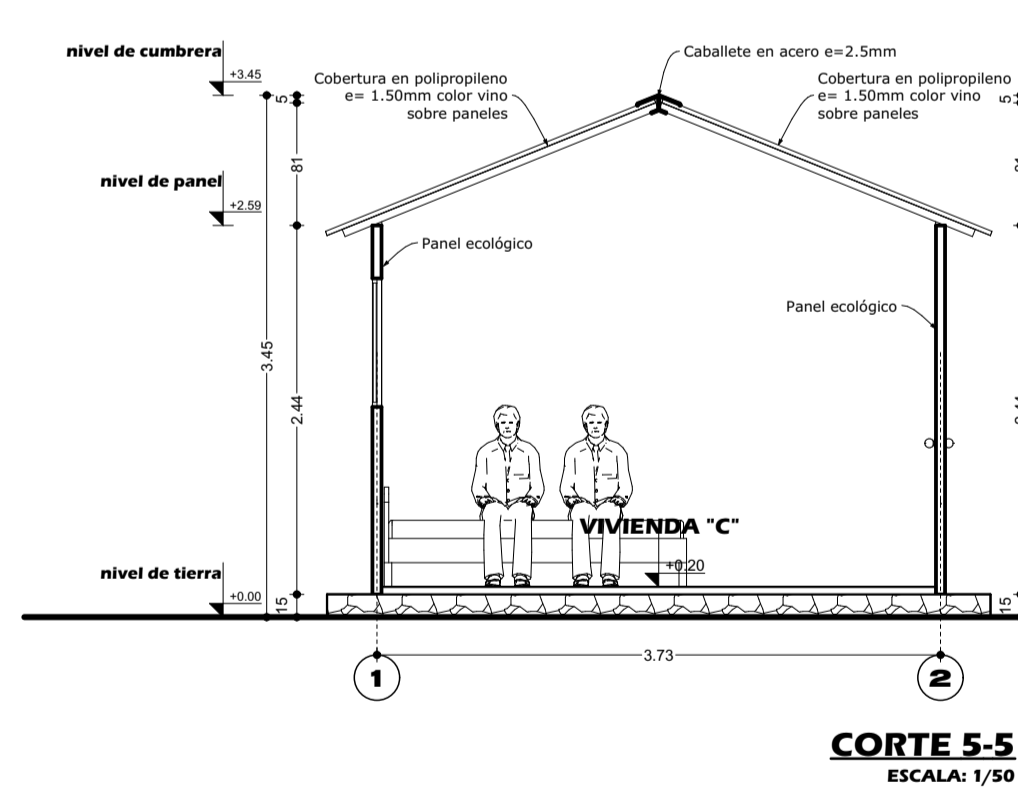 nivel de cumbrera
+3.45
Caballete en acero e=2.5mm
Cobertura en polipropileno
e= 1.50mm color vino
sobre paneles
Cobertura en polipropileno
e= 1.50mm color vino
sobre paneles
5
5
81
nivel de panel
+2.59
Panel ecológico
Panel ecológico
3.45
2.44
VIVIENDA "C"
+0.20
nivel de tierra
+0.00
15
15
3.73
1
2
CORTE 5-5
ESCALA: 1/50